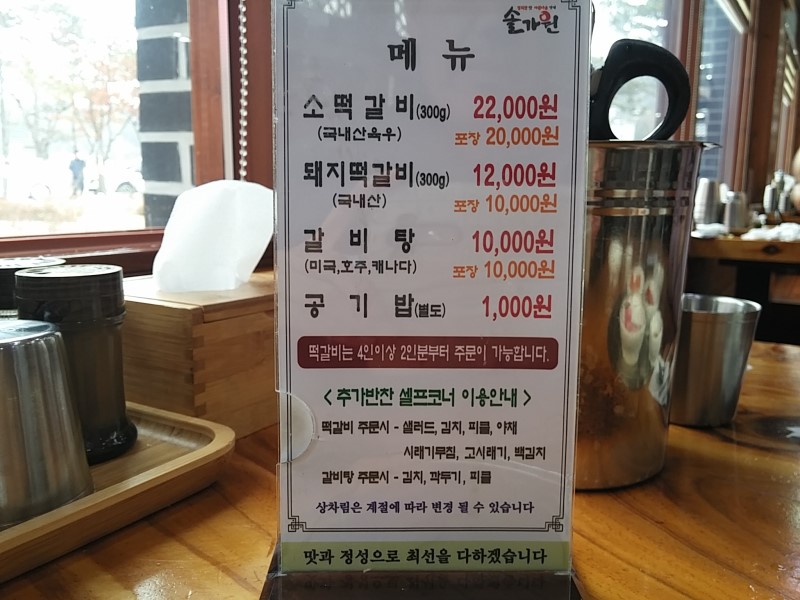 솔가원
메뉴
소떡갈비(300g) 22,000원
(국내산육우) 포장 20,000원
돼지떡갈비(300g) 12,000원
(국내산) 포장 10,000원
갈비탕 10,000원
(미국,호주,캐나다) 포장 10,000원
공기밥(별도) 1,000원
떡갈비는 4인이상 2인분부터 주문이 가능합니다.
< 추가반찬 셀프코너 이용안내 >
떡갈비 주문시 - 샐러드, 김치, 피클, 야채
시래기무침, 고시래기, 백김치
갈비탕 주문시 - 김치, 깍두기, 피클
상차림은 계절에 따라 변경 될 수 있습니다
맛과 정성으로 최선을 다하겠습니다